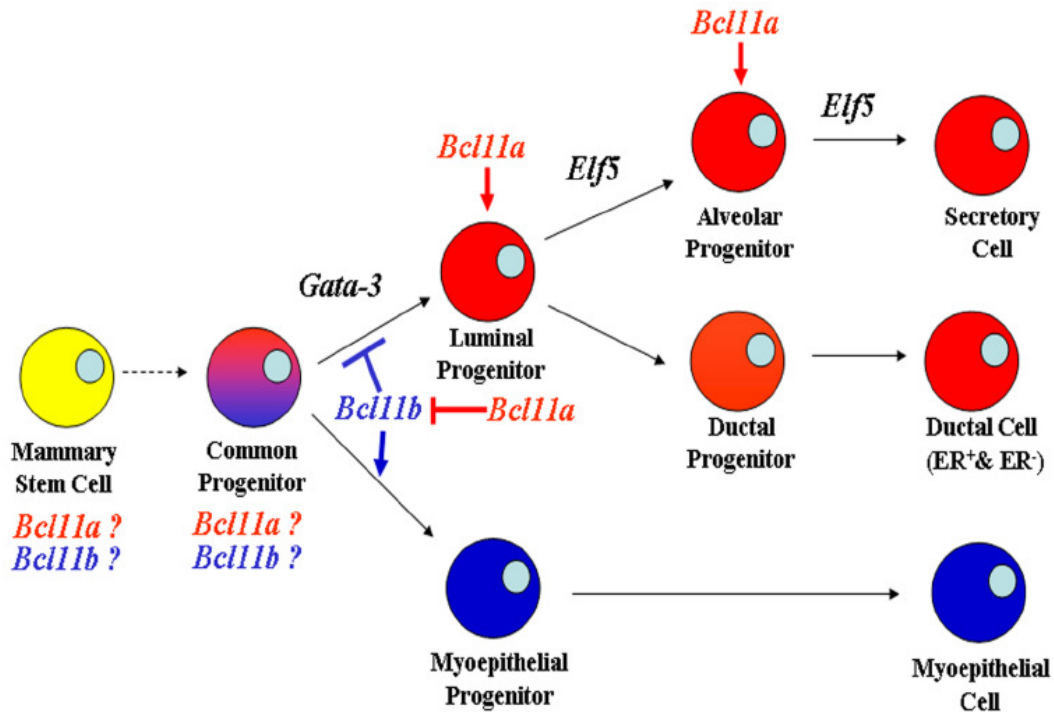 Bcl11a
Elf5
Bcl11a
Elf5
Alveolar
Progenitor
Secretory
Cell
Gata-3
Luminal
Progenitor
Bcl11b
Bcl11a
Mammary
Stem Cell
Common
Progenitor
Ductal
Progenitor
Ductal Cell
(ER⁺& ER⁻)
Bcl11a ?
Bcl11b ?
Bcl11a ?
Bcl11b ?
Myoepithelial
Progenitor
Myoepithelial
Cell